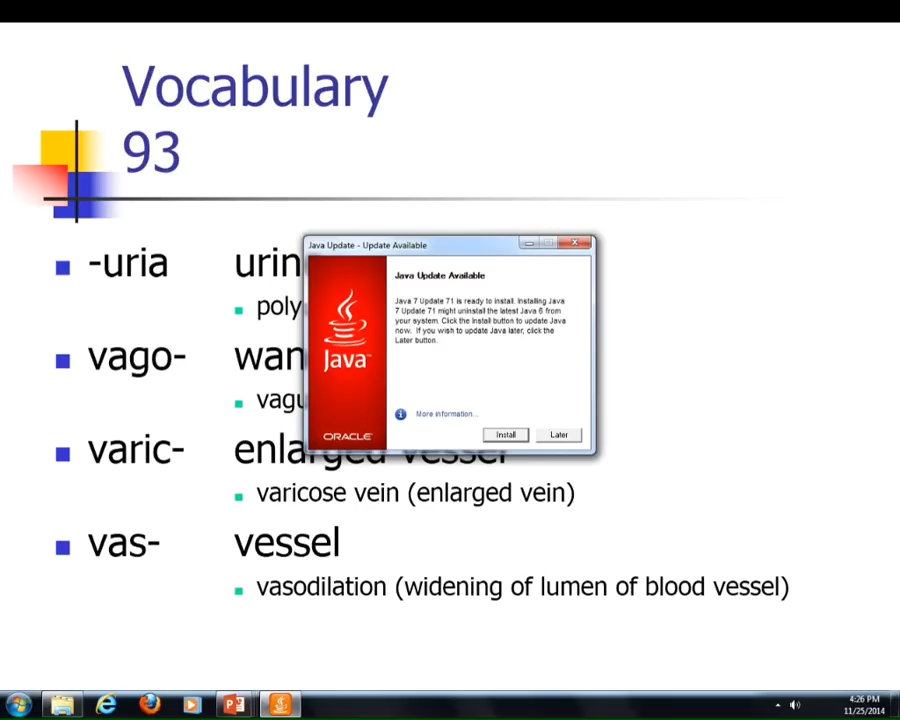 Vocabulary
93
-uria urin
poly
vago- wan
vagu
varic- enlarged vessel
varicose vein (enlarged vein)
vas- vessel
vasodilation (widening of lumen of blood vessel)
Java Update - Update Available
Java Update Available
Java 7 Update 71 is ready to install. Installing Java
7 Update 71 might uninstall the latest Java 6 from
your system. Click the Install button to update Java
now. If you wish to update Java later, click the
Later button.
Java™
More information...
ORACLE
Install Later
4:26 PM
11/25/2014